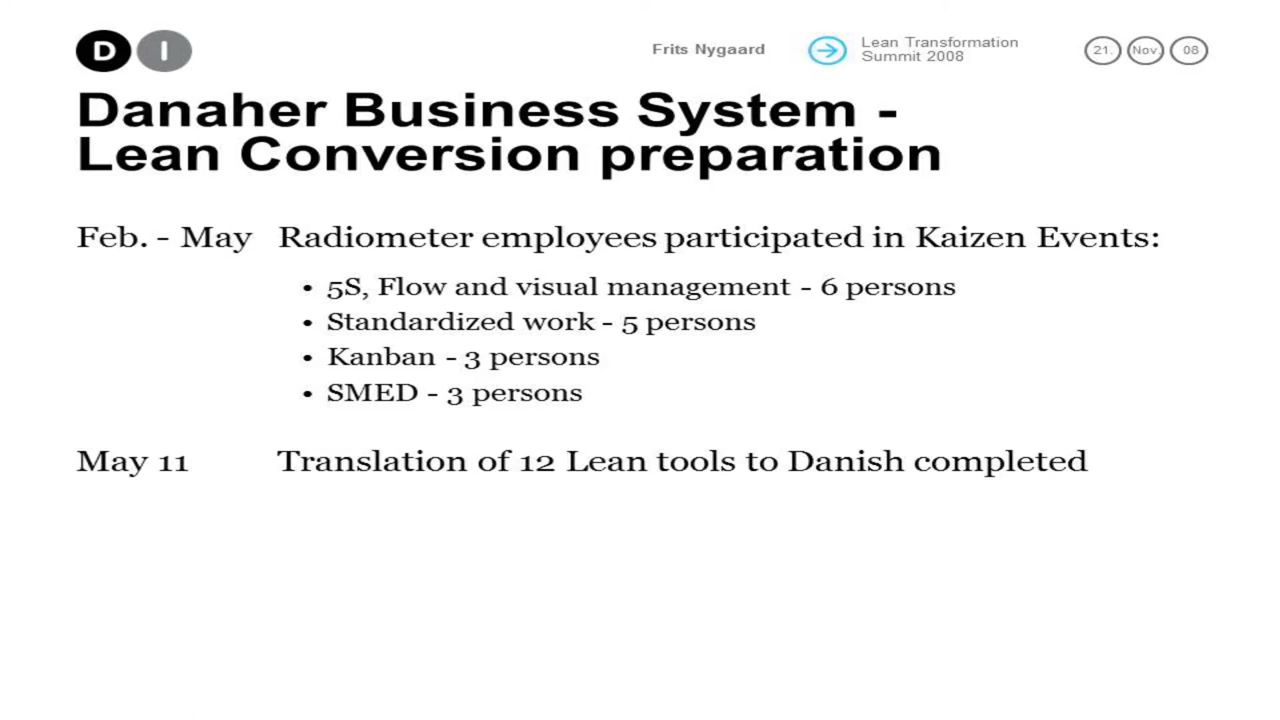 D I
Frits Nygaard
Lean Transformation
Summit 2008
21. Nov. 08
Danaher Business System -
Lean Conversion preparation
Feb. - May Radiometer employees participated in Kaizen Events:
• 5S, Flow and visual management - 6 persons
• Standardized work - 5 persons
• Kanban - 3 persons
• SMED - 3 persons
May 11 Translation of 12 Lean tools to Danish completed